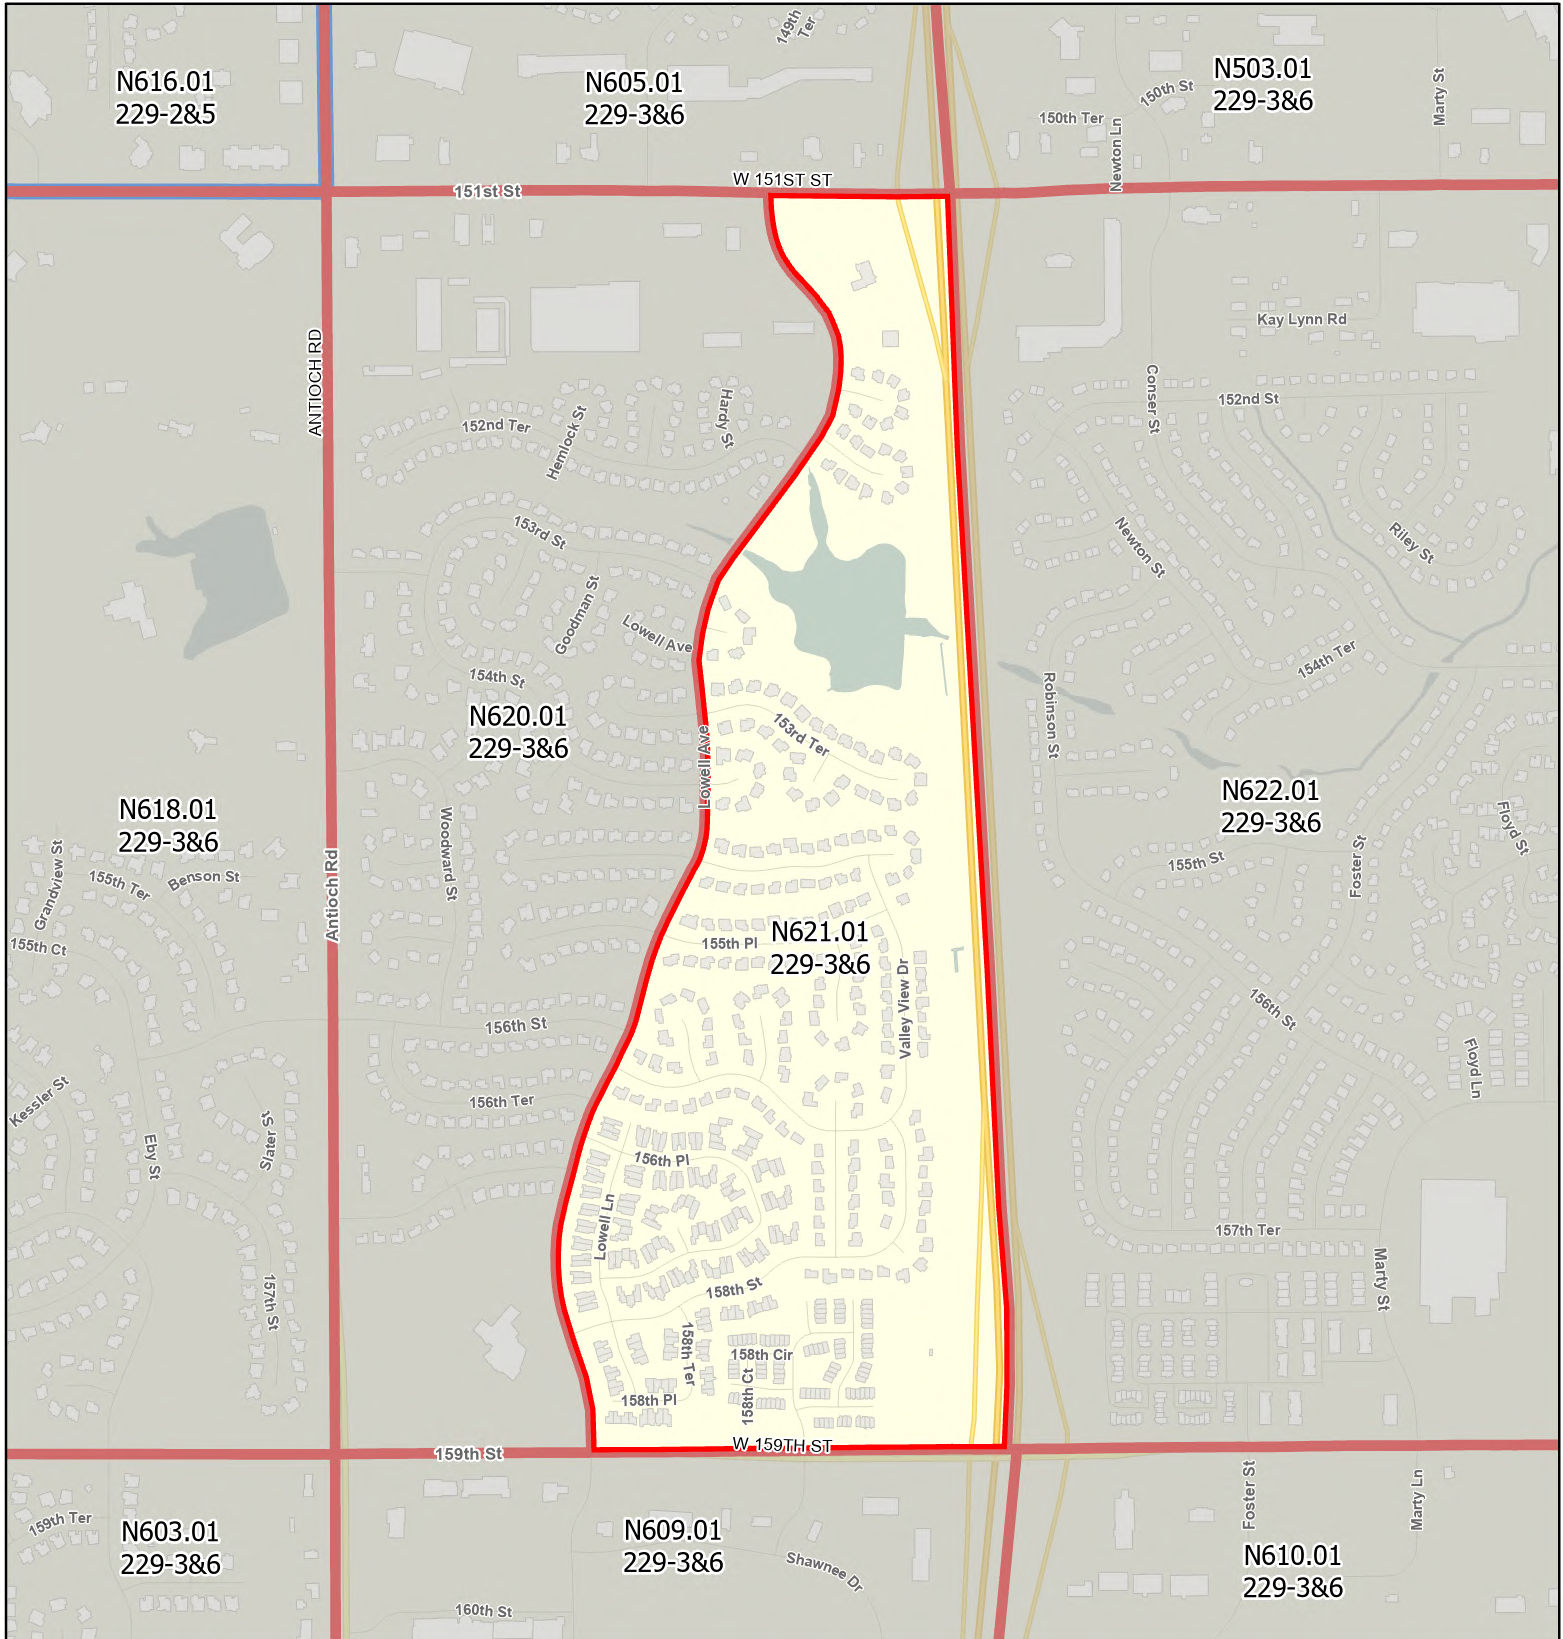 149th
Ter
N616.01
229-2&5
N605.01
229-3&6
N503.01
229-3&6
150th St
150th Ter
Newton Ln
Marty St
W 151ST ST
151st St
ANTIOCH RD
Kay Lynn Rd
Conser St
152nd St
152nd Ter
Hemlock St
Hardy St
153rd St
Newton St
Riley St
Goodman St
Lowell Ave
154th St
154th Ter
Robinson St
N620.01
229-3&6
153rd Ter
Lowell Ave
N618.01
229-3&6
N622.01
229-3&6
Woodward St
Floyd St
Grandview St
155th Ter
Benson St
Antioch Rd
155th St
Foster St
155th Ct
155th Pl
N621.01
229-3&6
Valley View Dr
156th St
156th St
Floyd Ln
Kessler St
156th Ter
Slater St
Eby St
156th Pl
Lowell Ln
157th Ter
157th St
158th St
Marty St
158th Ter
158th Cir
158th Ct
158th Pl
W 159TH ST
159th St
Foster St
Marty Ln
159th Ter
N603.01
229-3&6
N609.01
229-3&6
Shawnee Dr
N610.01
229-3&6
160th St